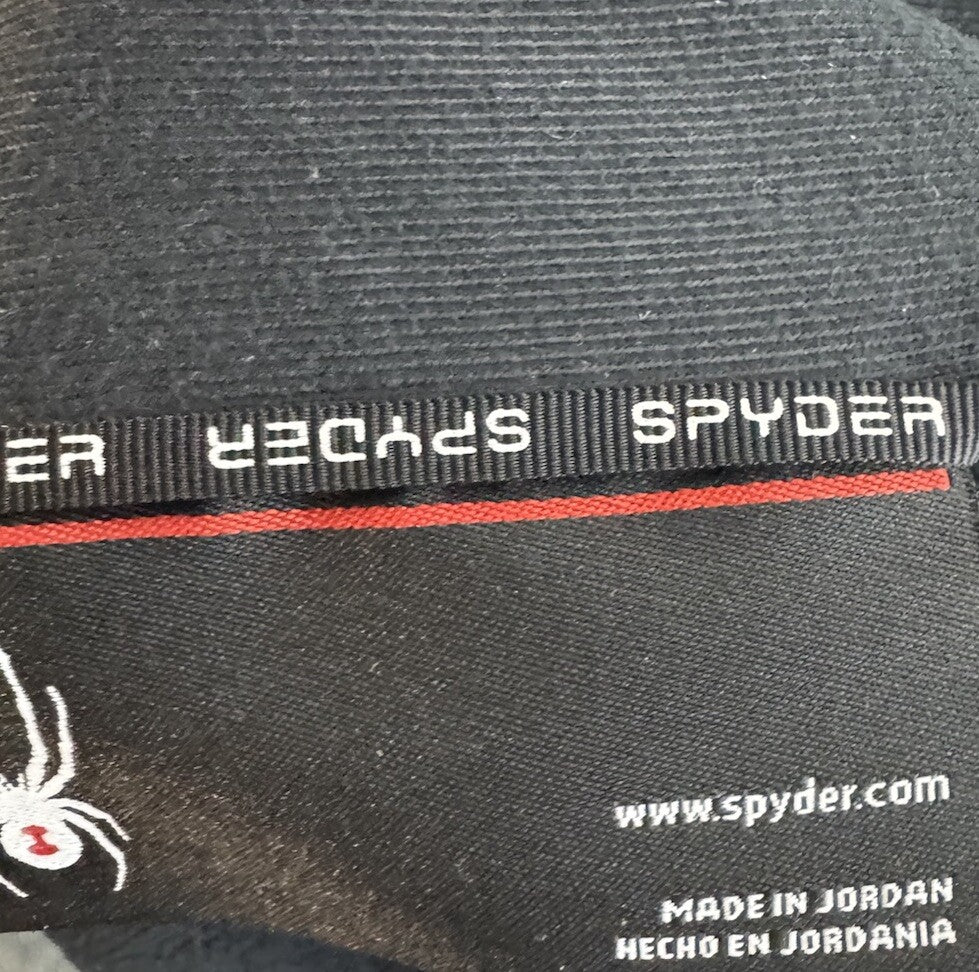 ER SPYDER SPYDER
www.spyder.com
MADE IN JORDAN
HECHO EN JORDANIA